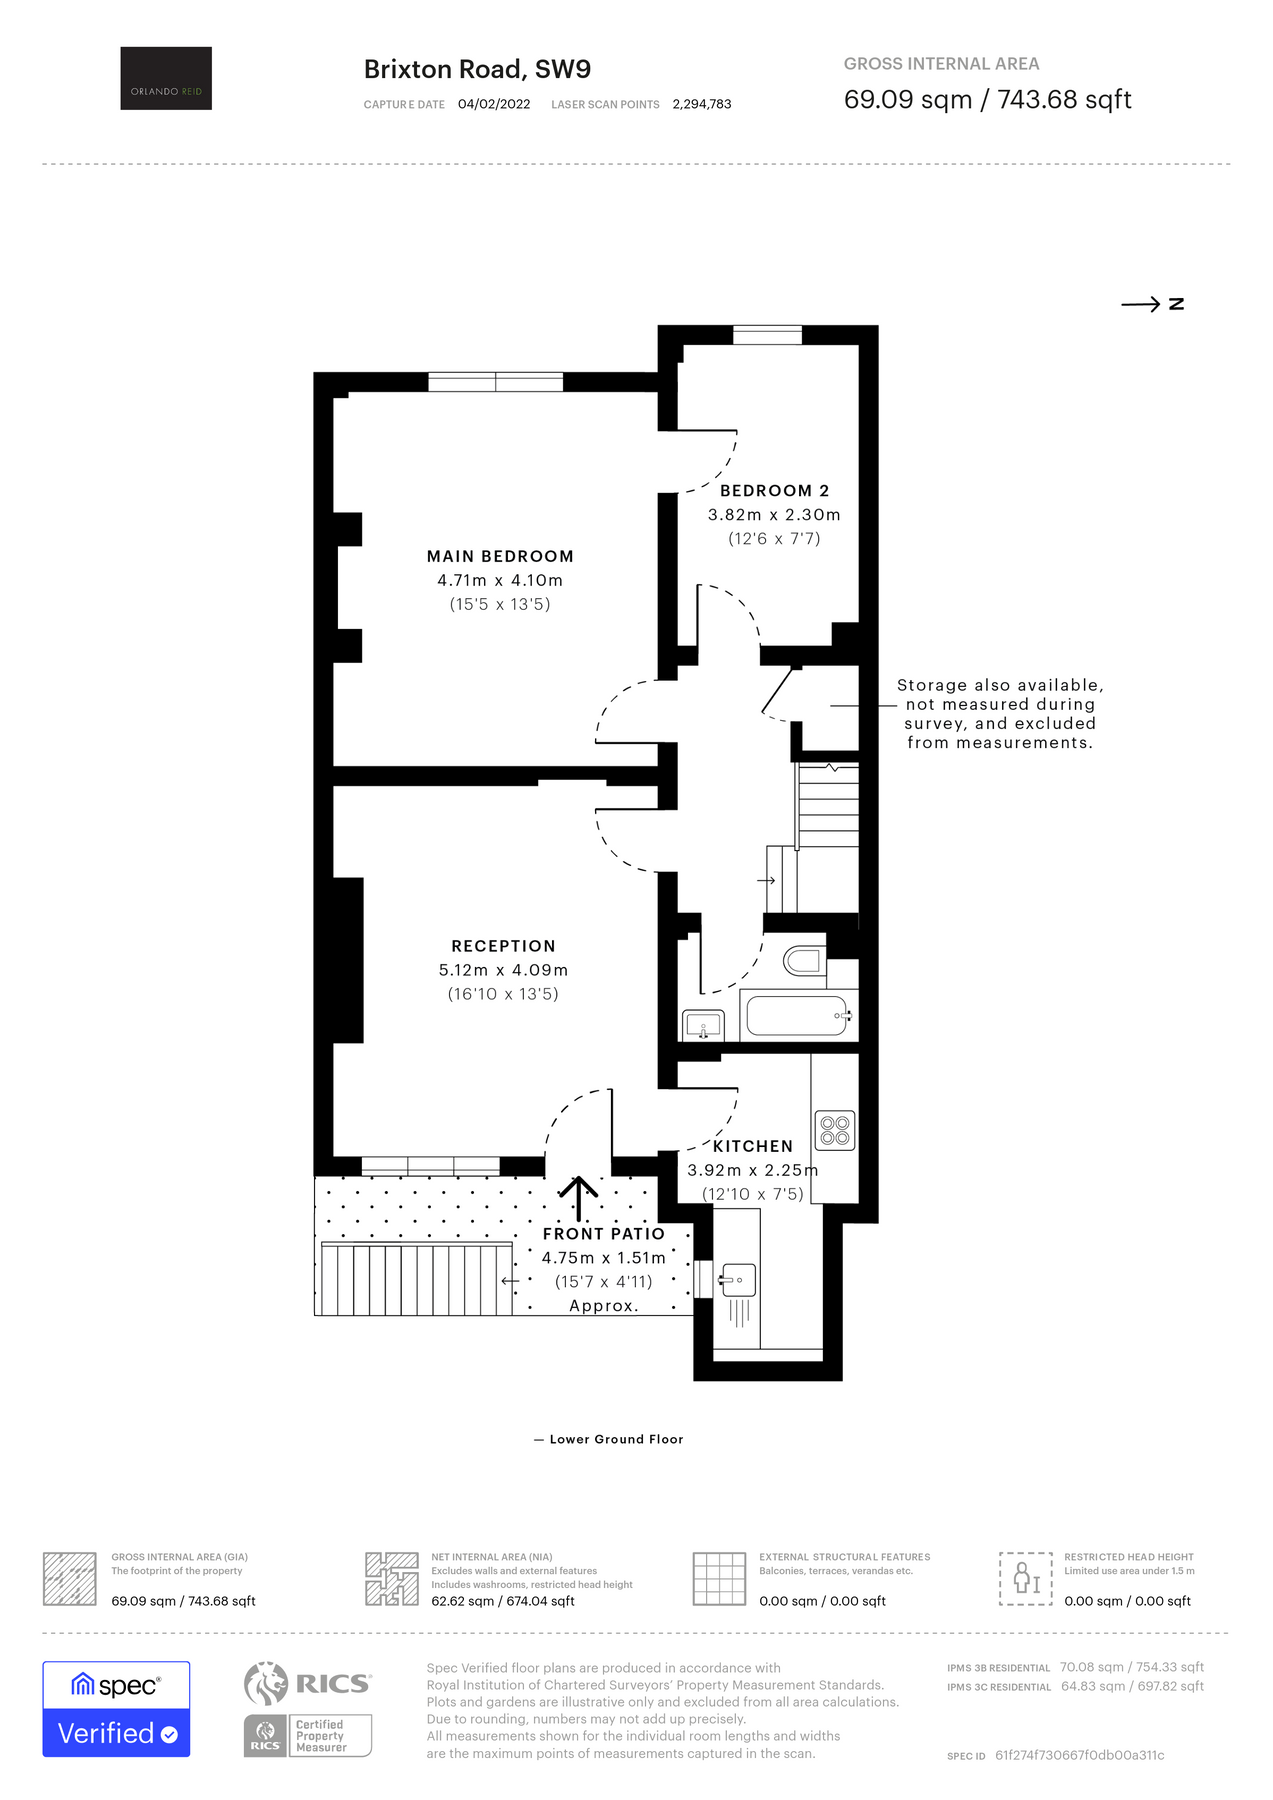 ORLANDO REID
Brixton Road, SW9
CAPTURE DATE 04/02/2022 LASER SCAN POINTS 2,294,783
GROSS INTERNAL AREA
69.09 sqm / 743.68 sqft
N
BEDROOM 2
3.82m x 2.30m
(12'6 x 7'7)
MAIN BEDROOM
4.71m x 4.10m
(15'5 x 13'5)
Storage also available,
not measured during
survey, and excluded
from measurements.
RECEPTION
5.12m x 4.09m
(16'10 x 13'5)
KITCHEN
3.92m x 2.25m
(12'10 x 7'5)
FRONT PATIO
4.75m x 1.51m
(15'7 x 4'11)
Approx.
— Lower Ground Floor
GROSS INTERNAL AREA (GIA)
The footprint of the property
69.09 sqm / 743.68 sqft
NET INTERNAL AREA (NIA)
Excludes walls and external features
Includes washrooms, restricted head height
62.62 sqm / 674.04 sqft
EXTERNAL STRUCTURAL FEATURES
Balconies, terraces, verandas etc.
0.00 sqm / 0.00 sqft
RESTRICTED HEAD HEIGHT
Limited use area under 1.5 m
0.00 sqm / 0.00 sqft
spec®
Verified
RICS®
RICS
Certified
Property
Measurer
Spec Verified floor plans are produced in accordance with
Royal Institution of Chartered Surveyors' Property Measurement Standards.
Plots and gardens are illustrative only and excluded from all area calculations.
Due to rounding, numbers may not add up precisely.
All measurements shown for the individual room lengths and widths
are the maximum points of measurements captured in the scan.
IPMS 3B RESIDENTIAL 70.08 sqm / 754.33 sqft
IPMS 3C RESIDENTIAL 64.83 sqm / 697.82 sqft
SPEC ID 61f274f730667f0db00a311c